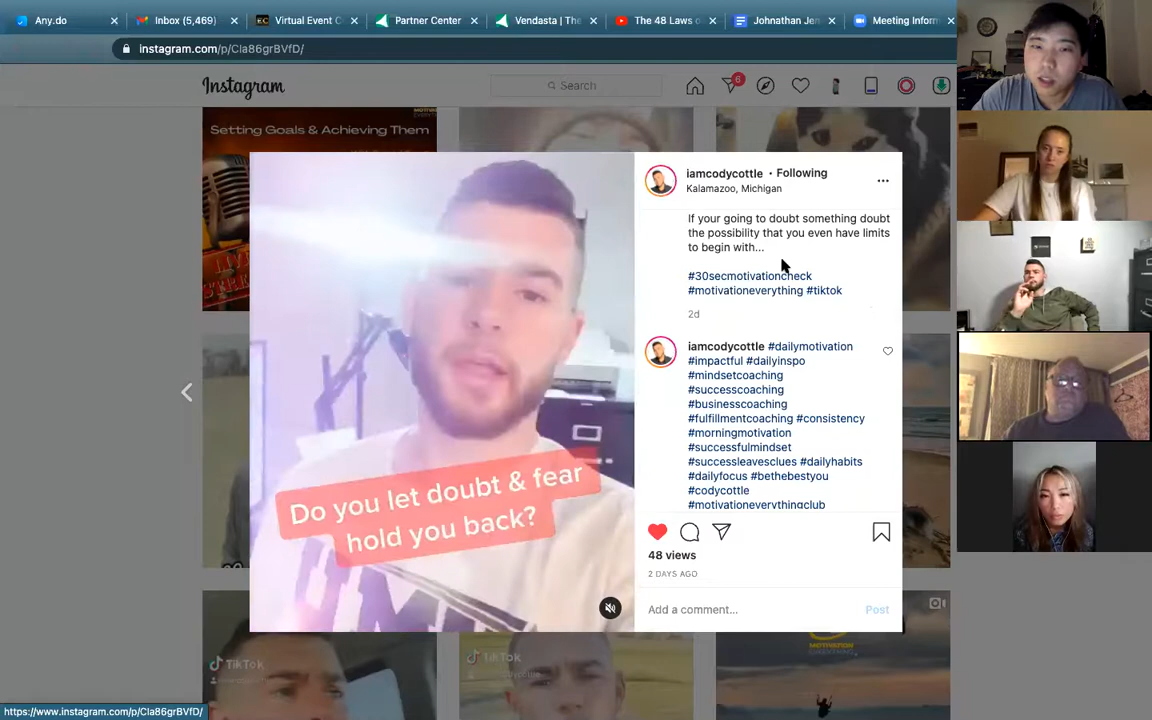 Any.do
Inbox (5,469)
Virtual Event C
Partner Center
Vendasta | The
The 48 Laws o
Johnathan Jen
Meeting Inforn
instagram.com/p/Cla86grBVfD/
Instagram
Search
6
Setting Goals & Achieving Them
iamcodycottle • Following
Kalamazoo, Michigan
If your going to doubt something doubt
the possibility that you even have limits
to begin with...
#30secmotivationcheck
#motivationeverything #tiktok
2d
iamcodycottle #dailymotivation
#impactful #dailyinspo
#mindsetcoaching
#successcoaching
#businesscoaching
#fulfillmentcoaching #consistency
#morningmotivation
#successfulmindset
#successleavesclues #dailyhabits
#dailyfocus #bethebestyou
#codycottle
#motivationeverythingclub
Do you let doubt & fear
hold you back?
48 views
2 DAYS AGO
Add a comment...
Post
TikTok
TikTok
https://www.instagram.com/p/Cla86grBVfD/